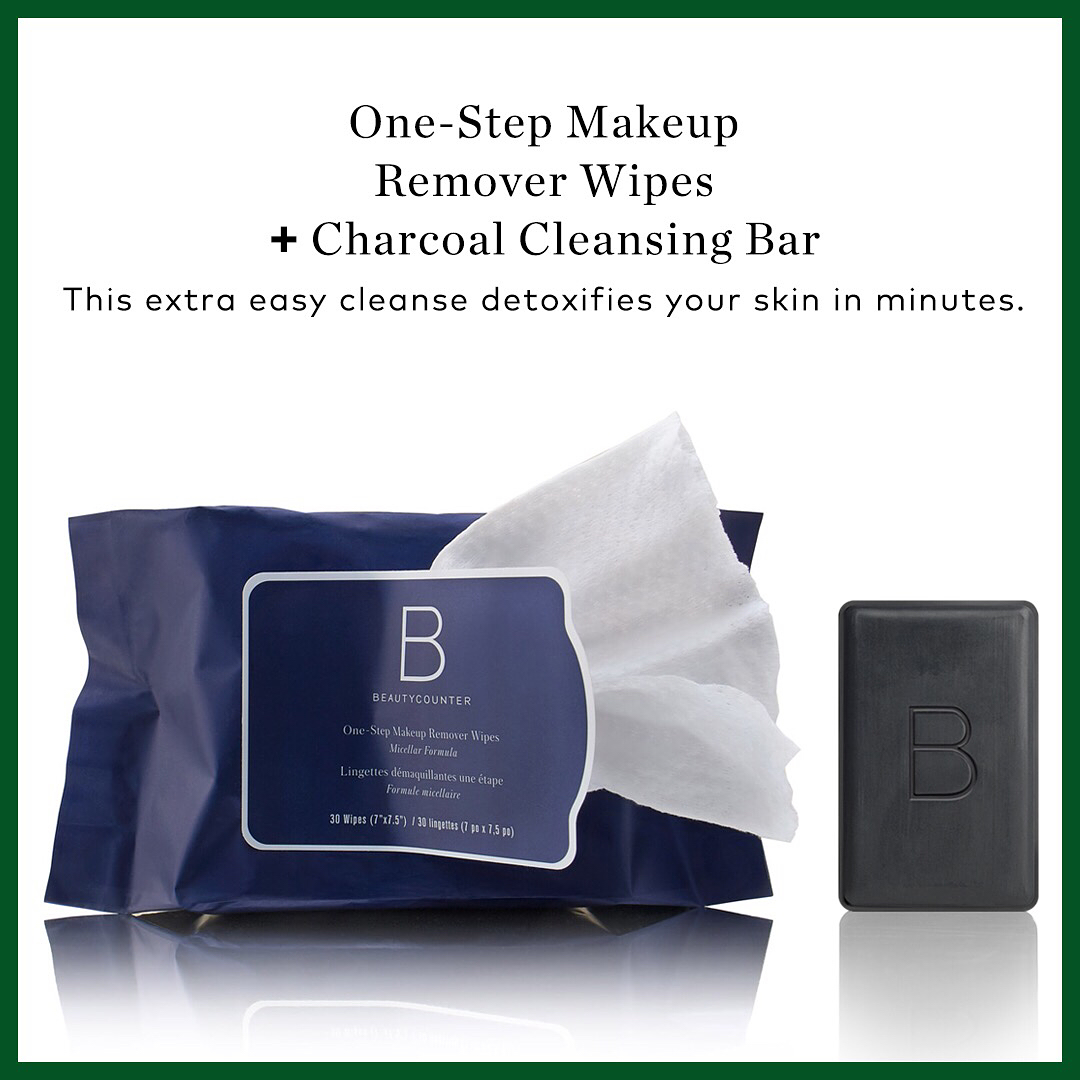 One-Step Makeup
Remover Wipes
+ Charcoal Cleansing Bar
This extra easy cleanse detoxifies your skin in minutes.
B
BEAUTYCOUNTER
One-Step Makeup Remover Wipes
Micellar Formula
Lingettes démaquillantes une étape
Formule micellaire
30 Wipes (7"x7.5") / 30 lingettes (7 po x 7,5 po)
B